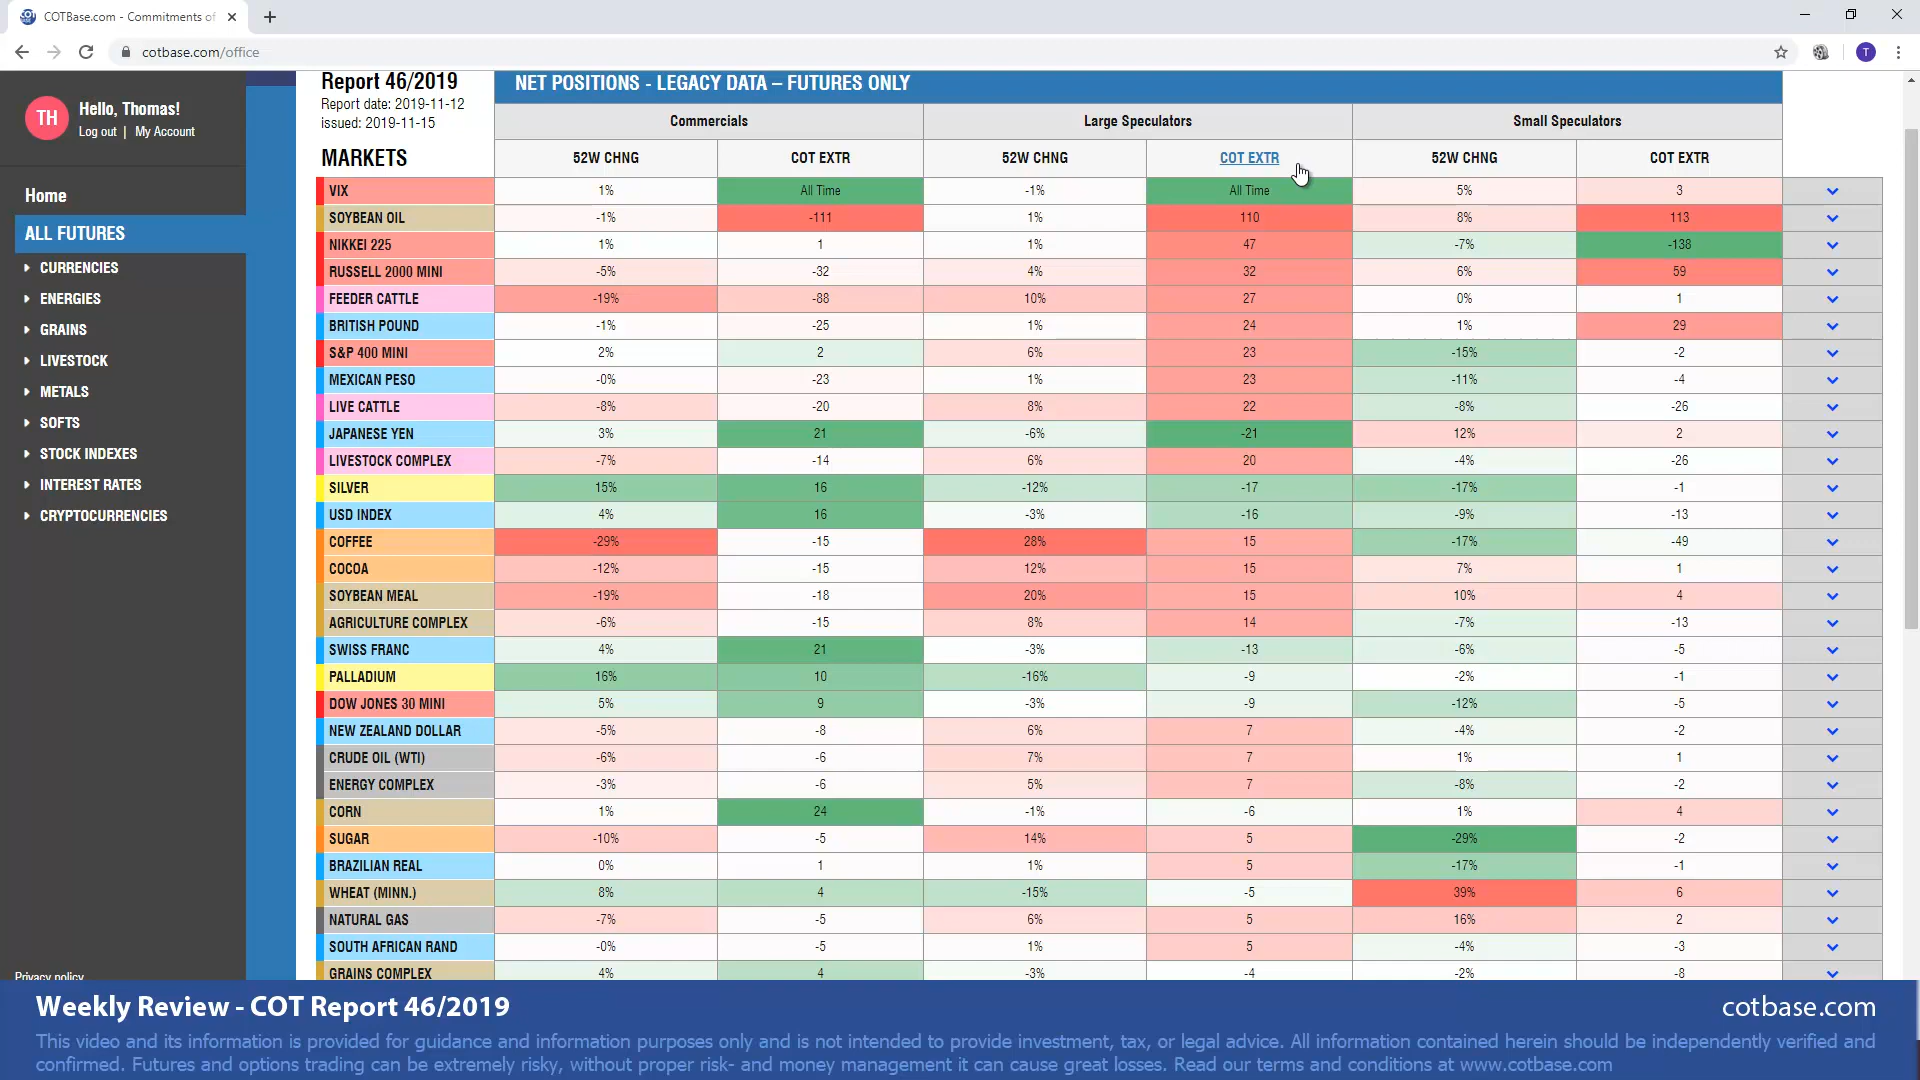 COTBase.com - Commitments of
cotbase.com/office
T
TH
Hello, Thomas!
Log out | My Account
Home
ALL FUTURES
CURRENCIES
ENERGIES
GRAINS
LIVESTOCK
METALS
SOFTS
STOCK INDEXES
INTEREST RATES
CRYPTOCURRENCIES
Privacy policy
Report 46/2019
Report date: 2019-11-12
issued: 2019-11-15
NET POSITIONS - LEGACY DATA – FUTURES ONLY
Commercials Large Speculators Small Speculators
MARKETS 52W CHNG COT EXTR 52W CHNG COT EXTR 52W CHNG COT EXTR
VIX 1% All Time -1% All Time 5% 3
SOYBEAN OIL -1% -111 1% 110 8% 113
NIKKEI 225 1% 1 1% 47 -7% -138
RUSSELL 2000 MINI -5% -32 4% 32 6% 59
FEEDER CATTLE -19% -88 10% 27 0% 1
BRITISH POUND -1% -25 1% 24 1% 29
S&P 400 MINI 2% 2 6% 23 -15% -2
MEXICAN PESO -0% -23 1% 23 -11% -4
LIVE CATTLE -8% -20 8% 22 -8% -26
JAPANESE YEN 3% 21 -6% -21 12% 2
LIVESTOCK COMPLEX -7% -14 6% 20 -4% -26
SILVER 15% 16 -12% -17 -17% -1
USD INDEX 4% 16 -3% -16 -9% -13
COFFEE -29% -15 28% 15 -17% -49
COCOA -12% -15 12% 15 7% 1
SOYBEAN MEAL -19% -18 20% 15 10% 4
AGRICULTURE COMPLEX -6% -15 8% 14 -7% -13
SWISS FRANC 4% 21 -3% -13 -6% -5
PALLADIUM 16% 10 -16% -9 -2% -1
DOW JONES 30 MINI 5% 9 -3% -9 -12% -5
NEW ZEALAND DOLLAR -5% -8 6% 7 -4% -2
CRUDE OIL (WTI) -6% -6 7% 7 1% 1
ENERGY COMPLEX -3% -6 5% 7 -8% -2
CORN 1% 24 -1% -6 1% 4
SUGAR -10% -5 14% 5 -29% -2
BRAZILIAN REAL 0% 1 1% 5 -17% -1
WHEAT (MINN.) 8% 4 -15% -5 39% 6
NATURAL GAS -7% -5 6% 5 16% 2
SOUTH AFRICAN RAND -0% -5 1% 5 -4% -3
GRAINS COMPLEX 4% 4 -3% -4 -2% -8
Weekly Review - COT Report 46/2019
cotbase.com
This video and its information is provided for guidance and information purposes only and is not intended to provide investment, tax, or legal advice. All information contained herein should be independently verified and
confirmed. Futures and options trading can be extremely risky, without proper risk- and money management it can cause great losses. Read our terms and conditions at www.cotbase.com